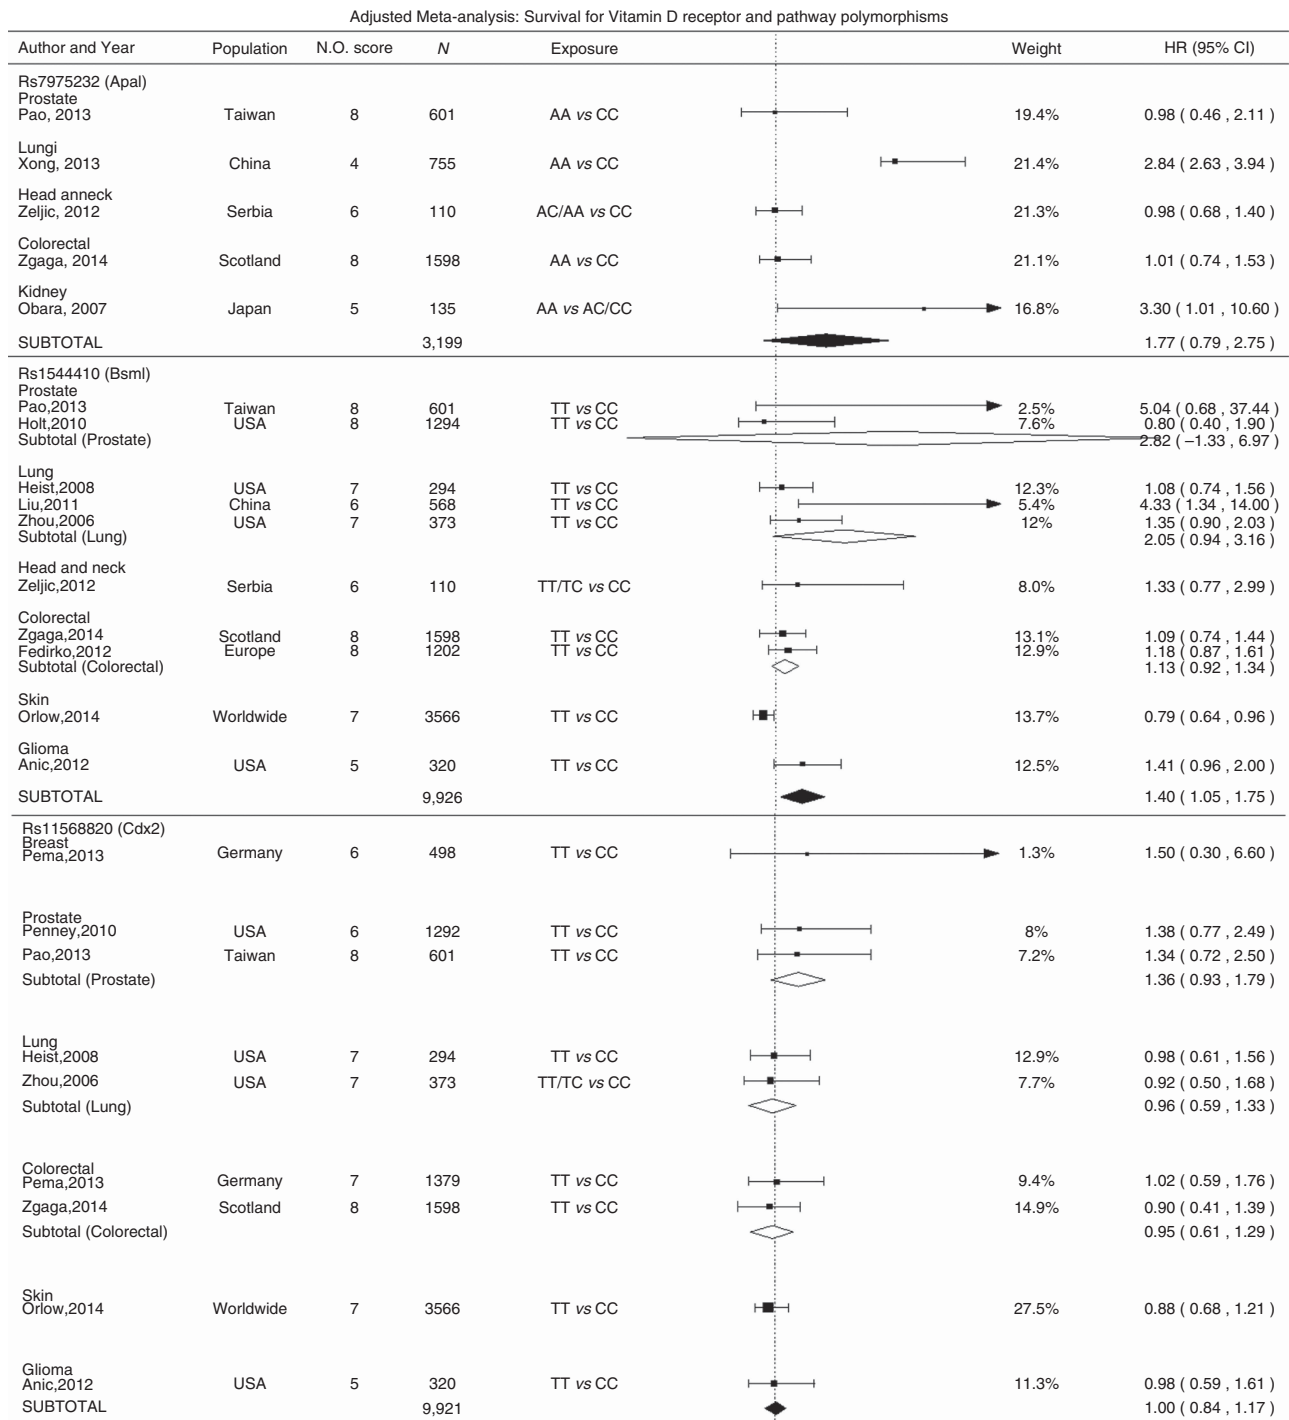 Adjusted Meta-analysis: Survival for Vitamin D receptor and pathway polymorphisms
Author and Year Population N.O. score N Exposure Weight HR (95% CI)
Rs7975232 (Apal)
Prostate
Pao, 2013 Taiwan 8 601 AA vs CC 19.4% 0.98 ( 0.46 , 2.11 )
Lungi
Xong, 2013 China 4 755 AA vs CC 21.4% 2.84 ( 2.63 , 3.94 )
Head anneck
Zeljic, 2012 Serbia 6 110 AC/AA vs CC 21.3% 0.98 ( 0.68 , 1.40 )
Colorectal
Zgaga, 2014 Scotland 8 1598 AA vs CC 21.1% 1.01 ( 0.74 , 1.53 )
Kidney
Obara, 2007 Japan 5 135 AA vs AC/CC 16.8% 3.30 ( 1.01 , 10.60 )
SUBTOTAL 3,199 1.77 ( 0.79 , 2.75 )
Rs1544410 (Bsml)
Prostate
Pao,2013 Taiwan 8 601 TT vs CC 2.5% 5.04 ( 0.68 , 37.44 )
Holt,2010 USA 8 1294 TT vs CC 7.6% 0.80 ( 0.40 , 1.90 )
Subtotal (Prostate) 2.82 ( –1.33 , 6.97 )
Lung
Heist,2008 USA 7 294 TT vs CC 12.3% 1.08 ( 0.74 , 1.56 )
Liu,2011 China 6 568 TT vs CC 5.4% 4.33 ( 1.34 , 14.00 )
Zhou,2006 USA 7 373 TT vs CC 12% 1.35 ( 0.90 , 2.03 )
Subtotal (Lung) 2.05 ( 0.94 , 3.16 )
Head and neck
Zeljic,2012 Serbia 6 110 TT/TC vs CC 8.0% 1.33 ( 0.77 , 2.99 )
Colorectal
Zgaga,2014 Scotland 8 1598 TT vs CC 13.1% 1.09 ( 0.74 , 1.44 )
Fedirko,2012 Europe 8 1202 TT vs CC 12.9% 1.18 ( 0.87 , 1.61 )
Subtotal (Colorectal) 1.13 ( 0.92 , 1.34 )
Skin
Orlow,2014 Worldwide 7 3566 TT vs CC 13.7% 0.79 ( 0.64 , 0.96 )
Glioma
Anic,2012 USA 5 320 TT vs CC 12.5% 1.41 ( 0.96 , 2.00 )
SUBTOTAL 9,926 1.40 ( 1.05 , 1.75 )
Rs11568820 (Cdx2)
Breast
Pema,2013 Germany 6 498 TT vs CC 1.3% 1.50 ( 0.30 , 6.60 )
Prostate
Penney,2010 USA 6 1292 TT vs CC 8% 1.38 ( 0.77 , 2.49 )
Pao,2013 Taiwan 8 601 TT vs CC 7.2% 1.34 ( 0.72 , 2.50 )
Subtotal (Prostate) 1.36 ( 0.93 , 1.79 )
Lung
Heist,2008 USA 7 294 TT vs CC 12.9% 0.98 ( 0.61 , 1.56 )
Zhou,2006 USA 7 373 TT/TC vs CC 7.7% 0.92 ( 0.50 , 1.68 )
Subtotal (Lung) 0.96 ( 0.59 , 1.33 )
Colorectal
Pema,2013 Germany 7 1379 TT vs CC 9.4% 1.02 ( 0.59 , 1.76 )
Zgaga,2014 Scotland 8 1598 TT vs CC 14.9% 0.90 ( 0.41 , 1.39 )
Subtotal (Colorectal) 0.95 ( 0.61 , 1.29 )
Skin
Orlow,2014 Worldwide 7 3566 TT vs CC 27.5% 0.88 ( 0.68 , 1.21 )
Glioma
Anic,2012 USA 5 320 TT vs CC 11.3% 0.98 ( 0.59 , 1.61 )
SUBTOTAL 9,921 1.00 ( 0.84 , 1.17 )